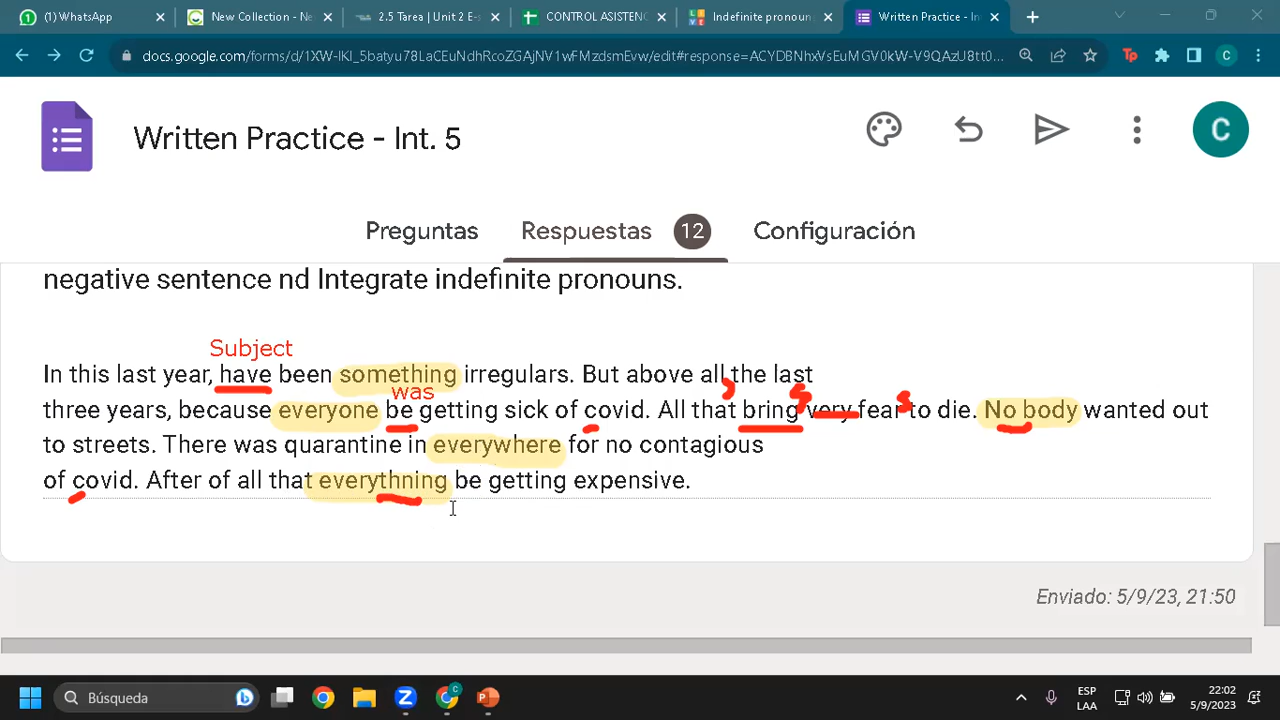 (1) WhatsApp
New Collection - Ne
2.5 Tarea | Unit 2 E-s
CONTROL ASISTENC
Indefinite pronoun
Written Practice - In
docs.google.com/forms/d/1XW-IKI_5batyu78LaCEuNdhRcoZGAjNV1wFMzdsmEvw/edit#response=ACYDBNhxVsEuMGV0kW-V9QAzU8tt0...
C
Written Practice - Int. 5
C
Preguntas
Respuestas 12
Configuración
negative sentence nd Integrate indefinite pronouns.
Subject
In this last year, have been something irregulars. But above all, the last
was
three years, because everyone be getting sick of covid. All that bring s very fear s to die. No body wanted out
to streets. There was quarantine in everywhere for no contagious
of covid. After of all that everythning be getting expensive.
Enviado: 5/9/23, 21:50
Búsqueda
ESP
LAA
22:02
5/9/2023